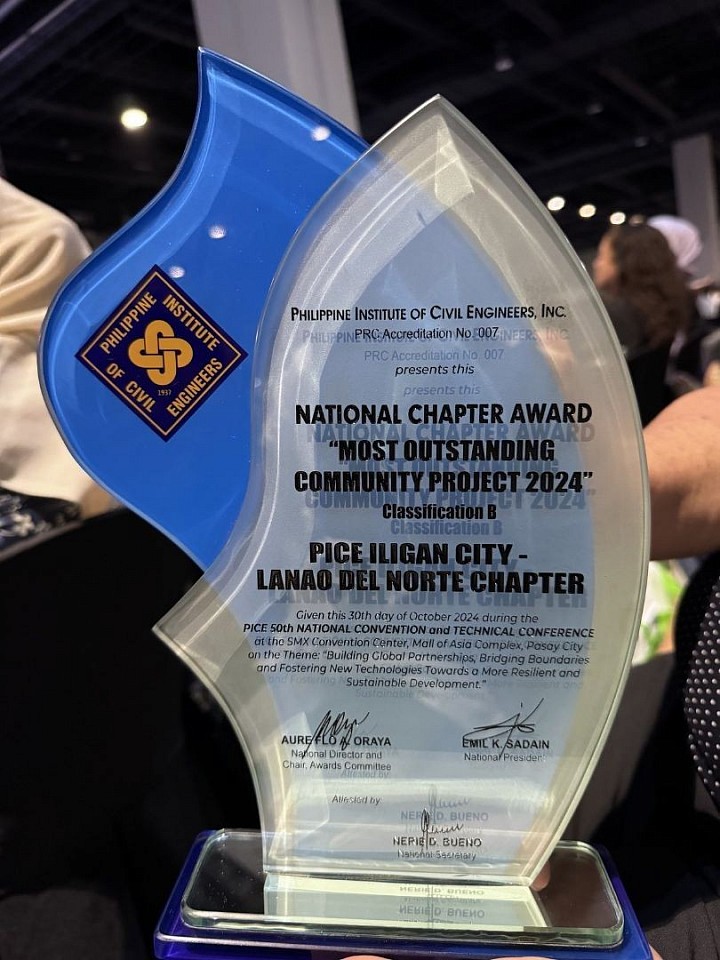 PHILIPPINE INSTITUTE
OF CIVIL ENGINEERS
1937
PHILIPPINE INSTITUTE OF CIVIL ENGINEERS, INC.
PRC Accreditation No. 007
presents this
NATIONAL CHAPTER AWARD
“MOST OUTSTANDING
COMMUNITY PROJECT 2024”
Classification B
PICE ILIGAN CITY -
LANAO DEL NORTE CHAPTER
Given this 30th day of October 2024 during the
PICE 50th NATIONAL CONVENTION and TECHNICAL CONFERENCE
at the SMX Convention Center, Mall of Asia Complex, Pasay City
on the Theme: “Building Global Partnerships, Bridging Boundaries
and Fostering New Technologies Towards a More Resilient and
Sustainable Development.”
AUREFLO A. ORAYA
National Director and
Chair, Awards Committee
EMIL K. SADAIN
National President
Attested by:
NERIE D. BUENO
National Secretary